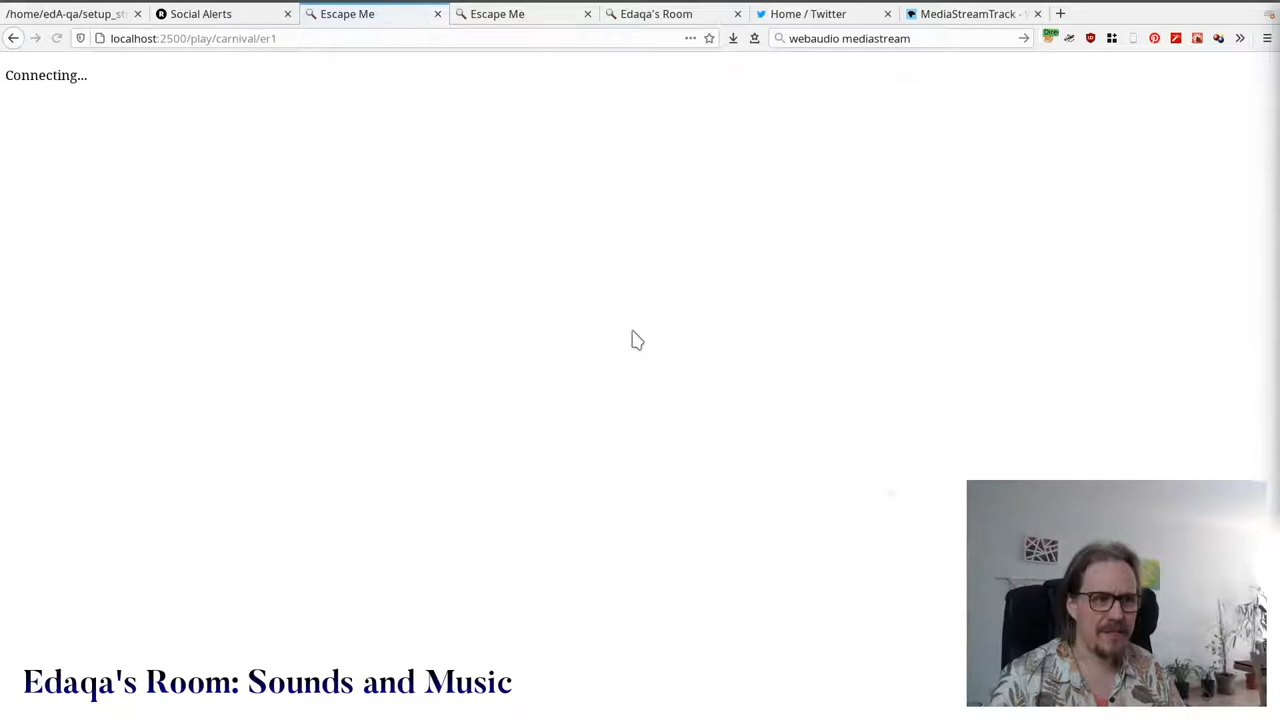 /home/edA-qa/setup_st
Social Alerts
Escape Me
Escape Me
Edaqa's Room
Home / Twitter
MediaStreamTrack -
localhost:2500/play/carnival/er1
webaudio mediastream
Connecting...
Edaqa's Room: Sounds and Music